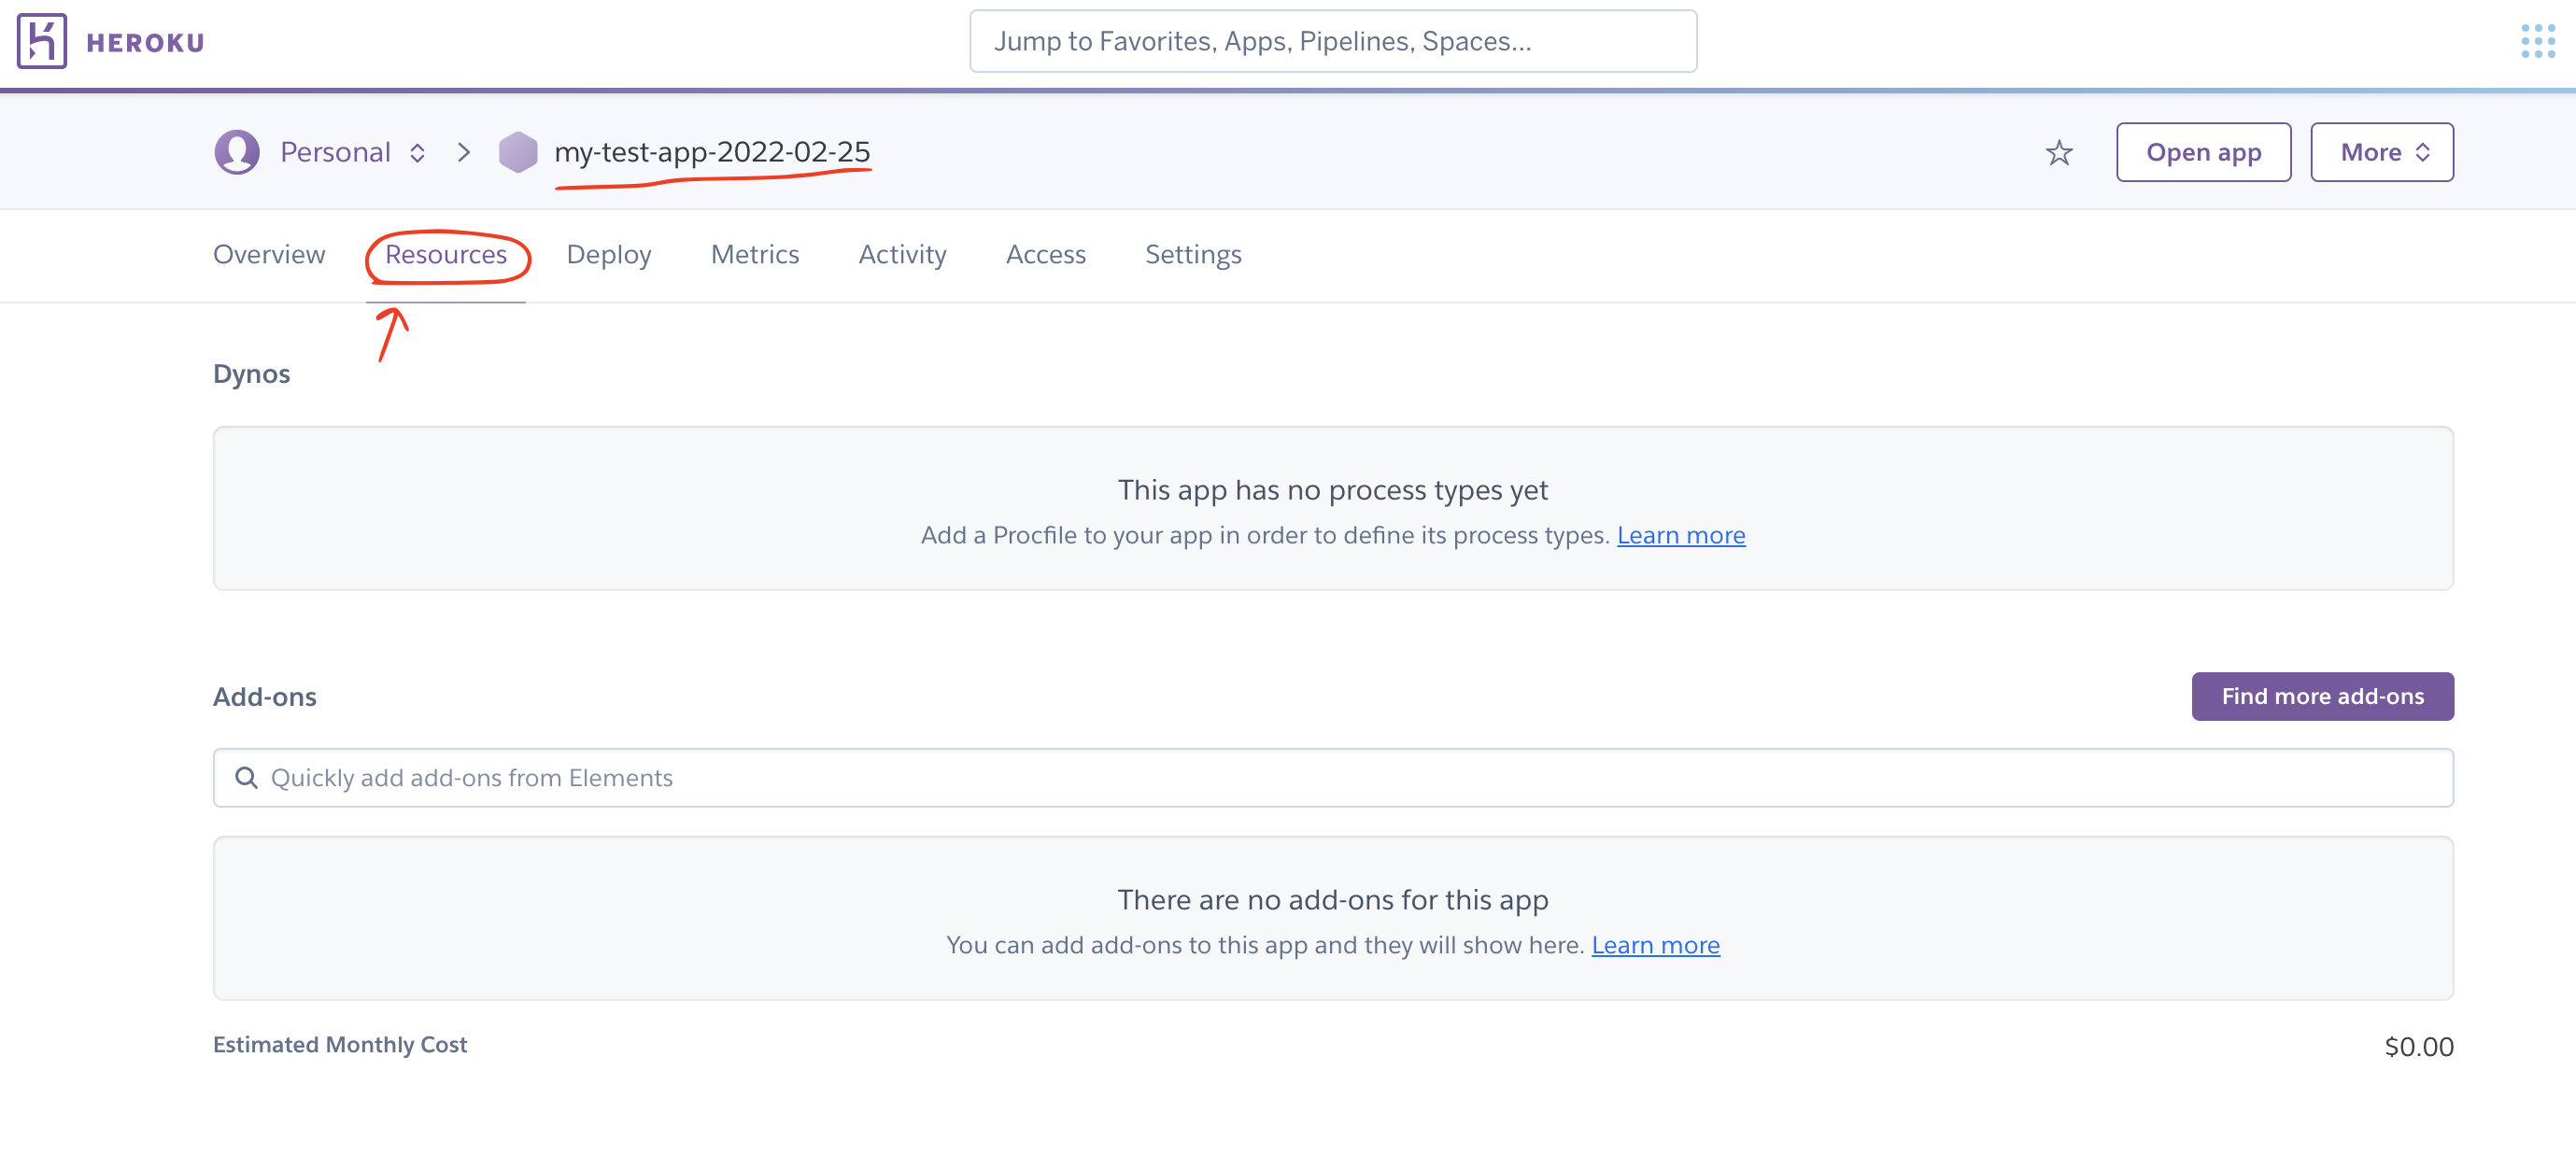 HEROKU
Jump to Favorites, Apps, Pipelines, Spaces...
Personal > my-test-app-2022-02-25 Open app More
Overview Resources Deploy Metrics Activity Access Settings
Dynos
This app has no process types yet
Add a Procfile to your app in order to define its process types. Learn more
Add-ons Find more add-ons
Quickly add add-ons from Elements
There are no add-ons for this app
You can add add-ons to this app and they will show here. Learn more
Estimated Monthly Cost $0.00